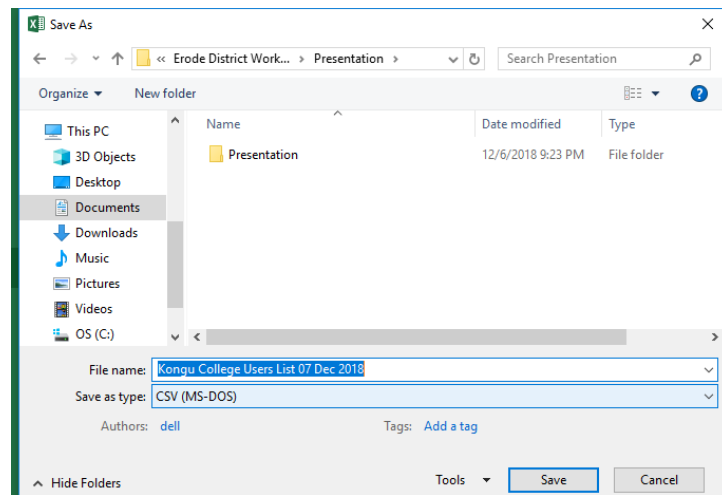 Save As
« Erode District Work... › Presentation ›
Search Presentation
Organize
New folder
?
This PC
3D Objects
Desktop
Documents
Downloads
Music
Pictures
Videos
OS (C:)
Name
Date modified
Type
Presentation
12/6/2018 9:23 PM
File folder
File name: Kongu College Users List 07 Dec 2018
Save as type: CSV (MS-DOS)
Authors: dell
Tags: Add a tag
Hide Folders
Tools
Save
Cancel